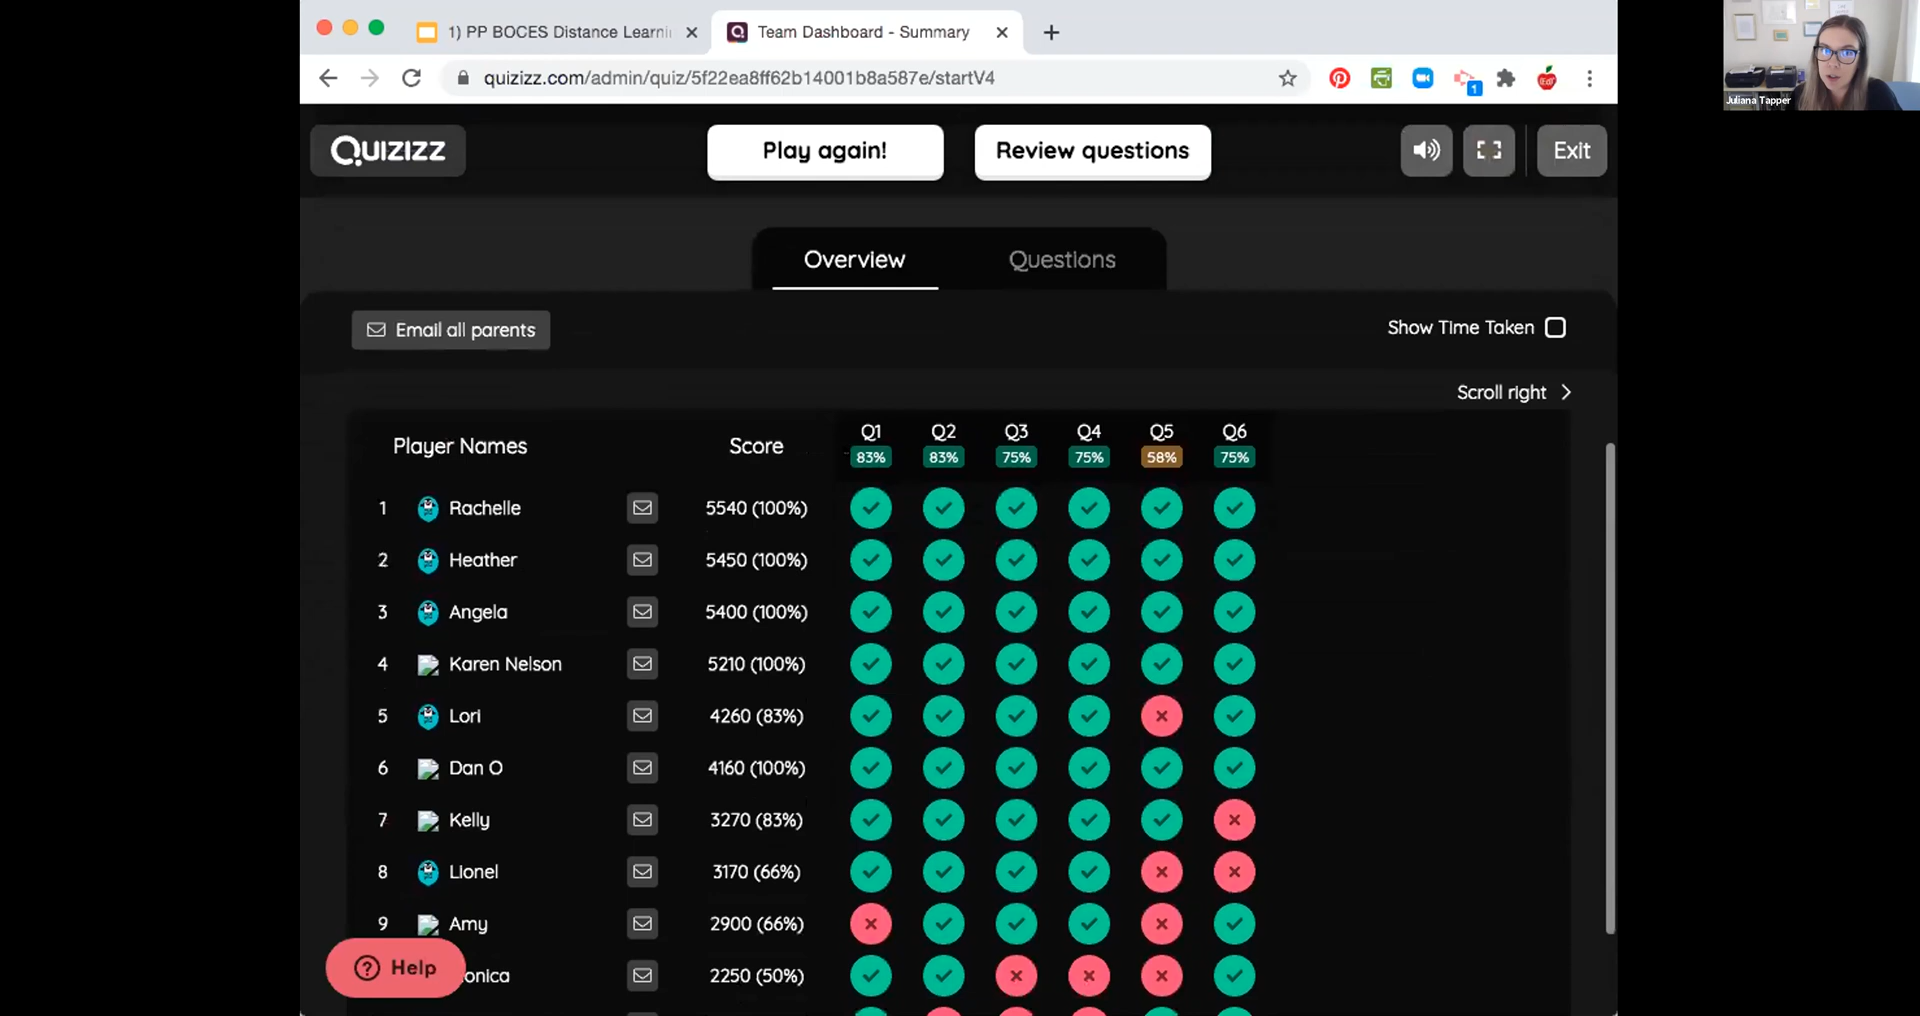 1) PP BOCES Distance Learni
Team Dashboard - Summary
quizizz.com/admin/quiz/5f22ea8ff62b14001b8a587e/startV4
1
Juliana Tapper
QUIZIZZ
Play again!
Review questions
Exit
Overview
Questions
Email all parents
Show Time Taken
Scroll right
Player Names
Score
Q1
Q2
Q3
Q4
Q5
Q6
83%
83%
75%
75%
58%
75%
1 Rachelle 5540 (100%)
2 Heather 5450 (100%)
3 Angela 5400 (100%)
4 Karen Nelson 5210 (100%)
5 Lori 4260 (83%)
6 Dan O 4160 (100%)
7 Kelly 3270 (83%)
8 LIonel 3170 (66%)
9 Amy 2900 (66%)
onica 2250 (50%)
Help